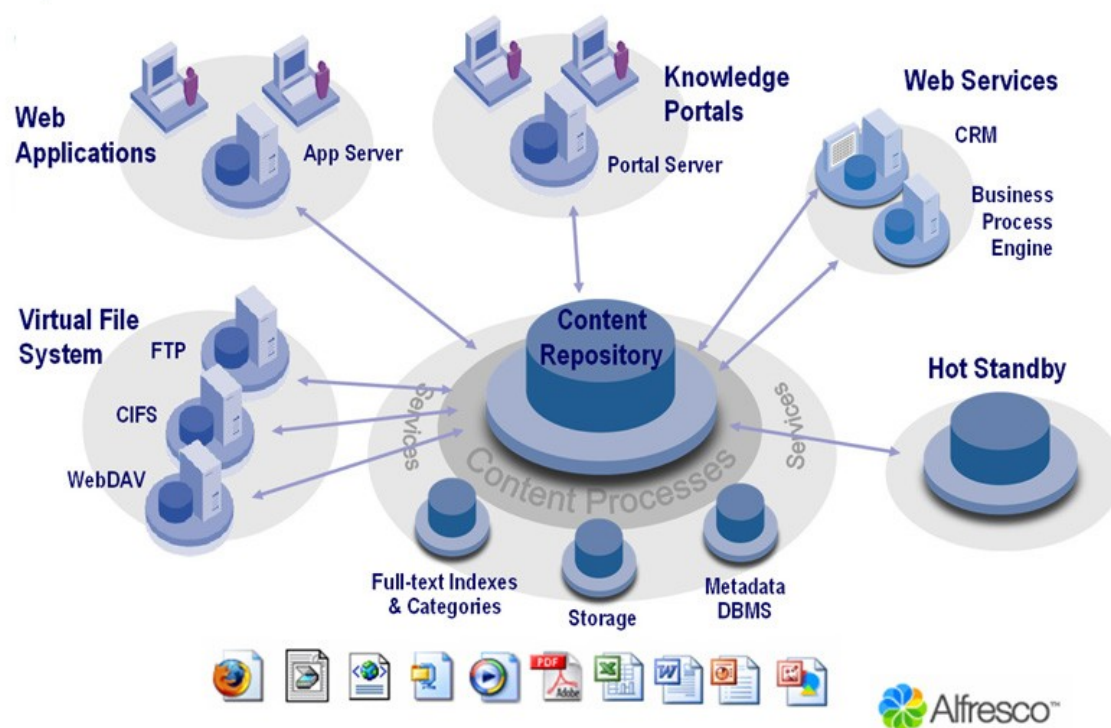 Web
Applications
App Server
Knowledge
Portals
Portal Server
Web Services
CRM
Business
Process
Engine
Virtual File
System
FTP
CIFS
WebDAV
Content
Repository
Services
Services
Content Processes
Hot Standby
Full-text Indexes
& Categories
Storage
Metadata
DBMS
PDF
Adobe
Alfresco™